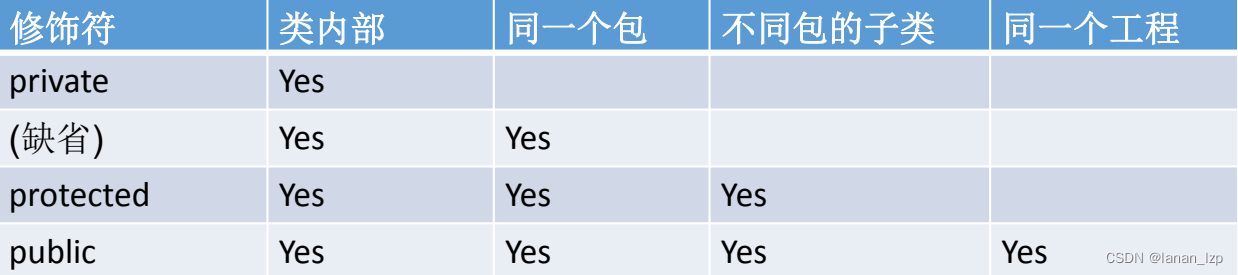 修饰符 类内部 同一个包 不同包的子类 同一个工程
private Yes
(缺省) Yes Yes
protected Yes Yes Yes
public Yes Yes Yes Yes
CSDN @lanan_lzp